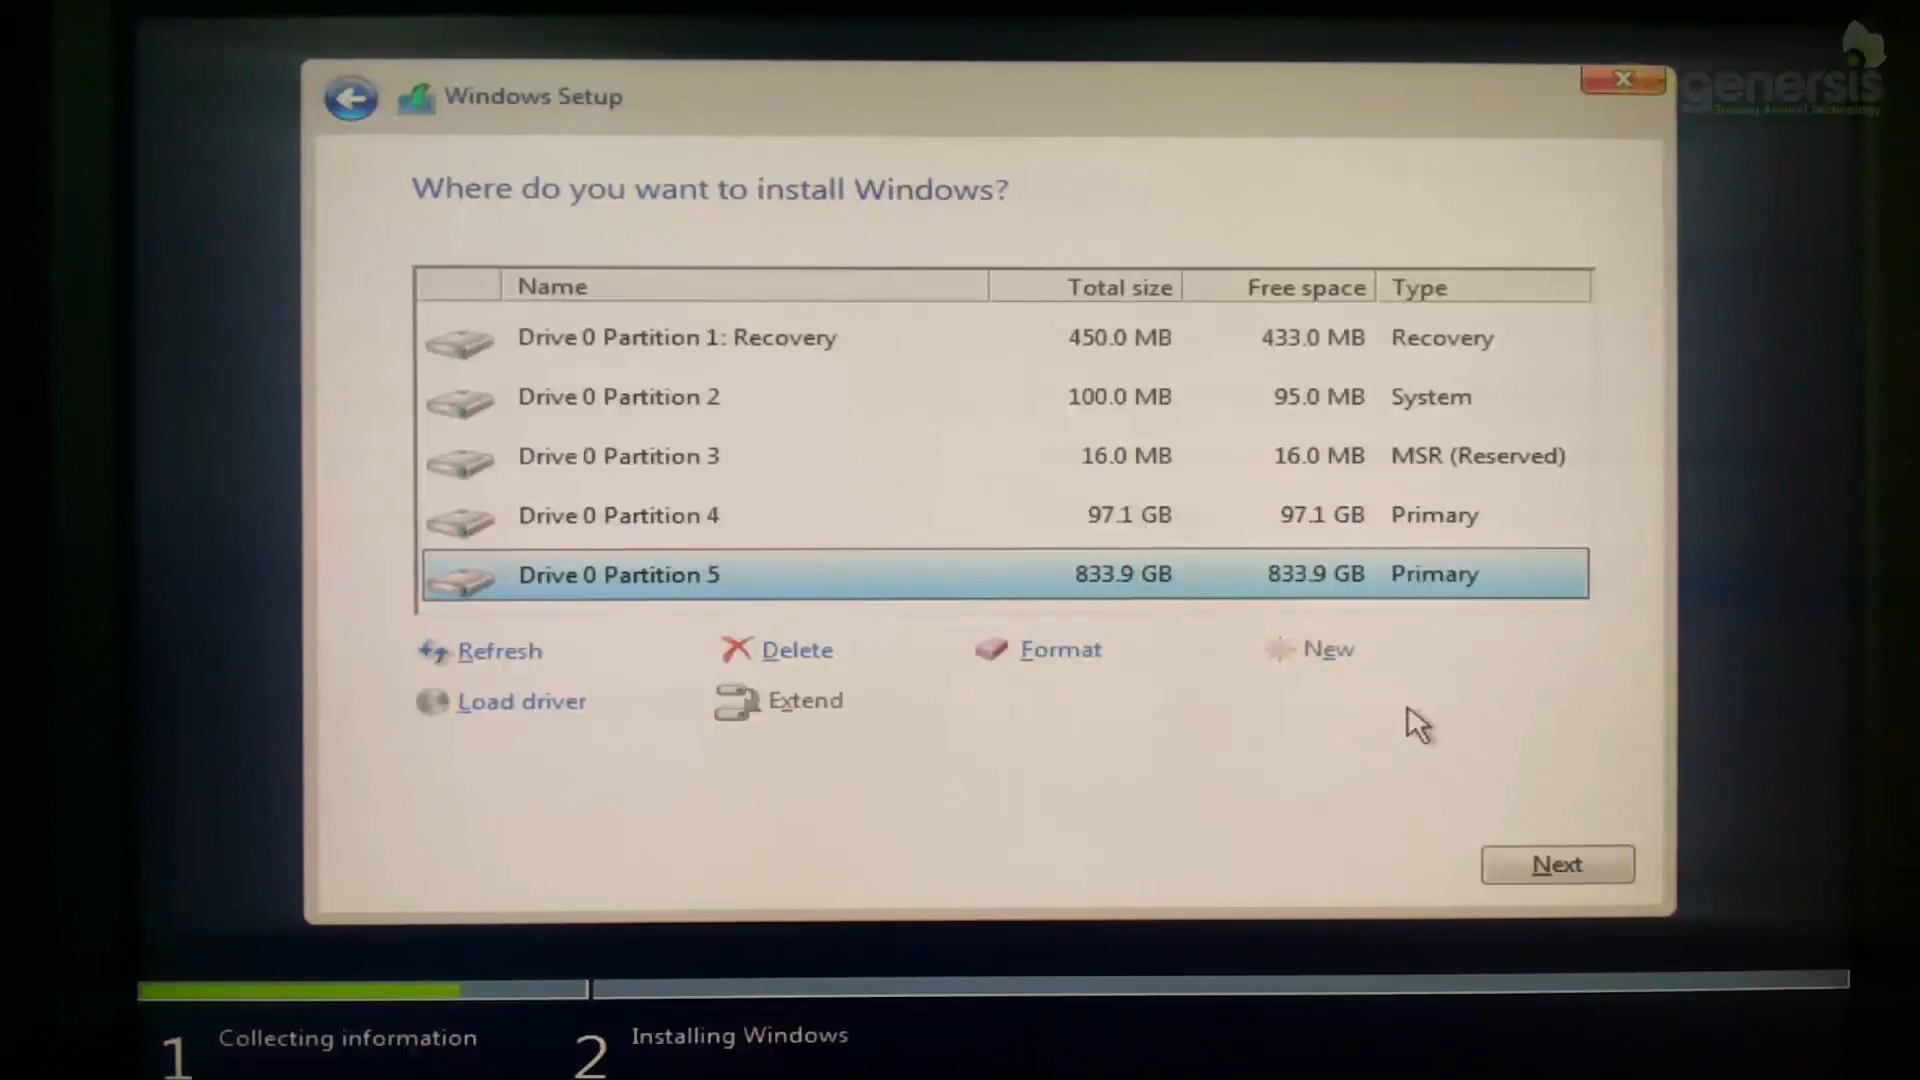 genersis
Windows Setup
X
Where do you want to install Windows?
Name Total size Free space Type
Drive 0 Partition 1: Recovery 450.0 MB 433.0 MB Recovery
Drive 0 Partition 2 100.0 MB 95.0 MB System
Drive 0 Partition 3 16.0 MB 16.0 MB MSR (Reserved)
Drive 0 Partition 4 97.1 GB 97.1 GB Primary
Drive 0 Partition 5 833.9 GB 833.9 GB Primary
Refresh Delete Format New
Load driver Extend
Next
1 Collecting information 2 Installing Windows